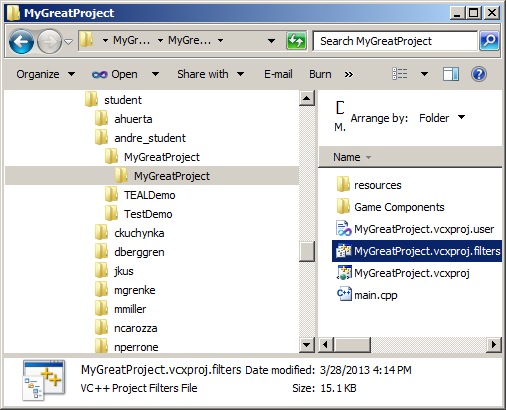 MyGreatProject
MyGr... MyGre... Search MyGreatProject
Organize Open Share with E-mail Burn »
student
ahuerta
andre_student
MyGreatProject
MyGreatProject
TEALDemo
TestDemo
ckuchynka
dberggren
jkus
mgrenke
mmiller
ncarozza
nperrone
D
M. Arrange by: Folder
Name
resources
Game Components
MyGreatProject.vcxproj.user
MyGreatProject.vcxproj.filters
MyGreatProject.vcxproj
main.cpp
MyGreatProject.vcxproj.filters Date modified: 3/28/2013 4:14 PM
VC++ Project Filters File Size: 15.1 KB